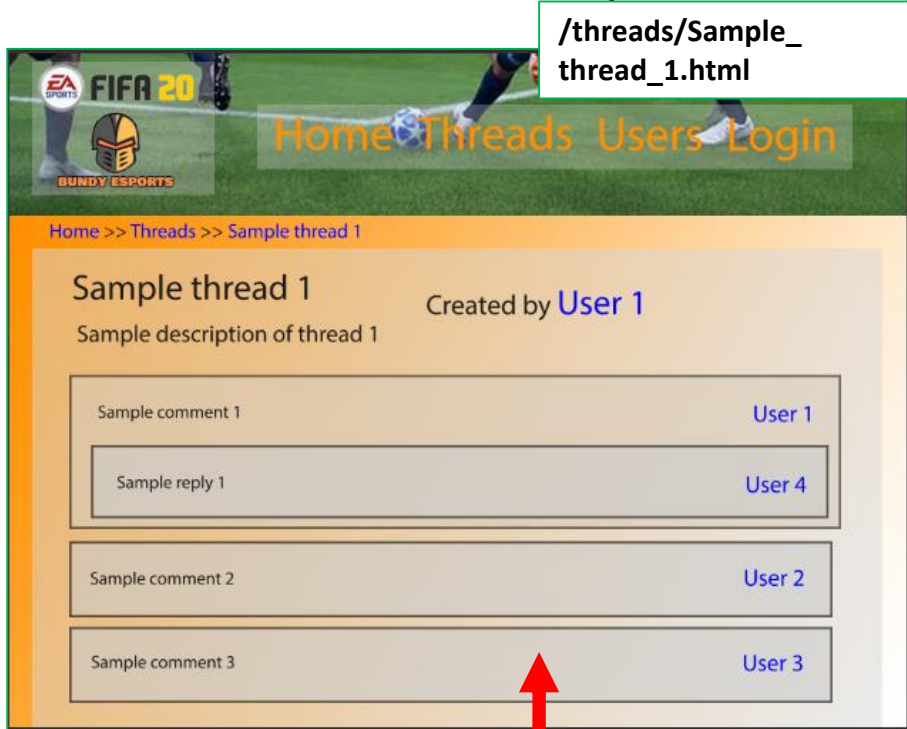 /threads/Sample_
thread_1.html
EA SPORTS FIFA 20
BUNDY ESPORTS
Home Threads Users Login
Home >> Threads >> Sample thread 1
Sample thread 1
Created by User 1
Sample description of thread 1
Sample comment 1 User 1
Sample reply 1 User 4
Sample comment 2 User 2
Sample comment 3 User 3